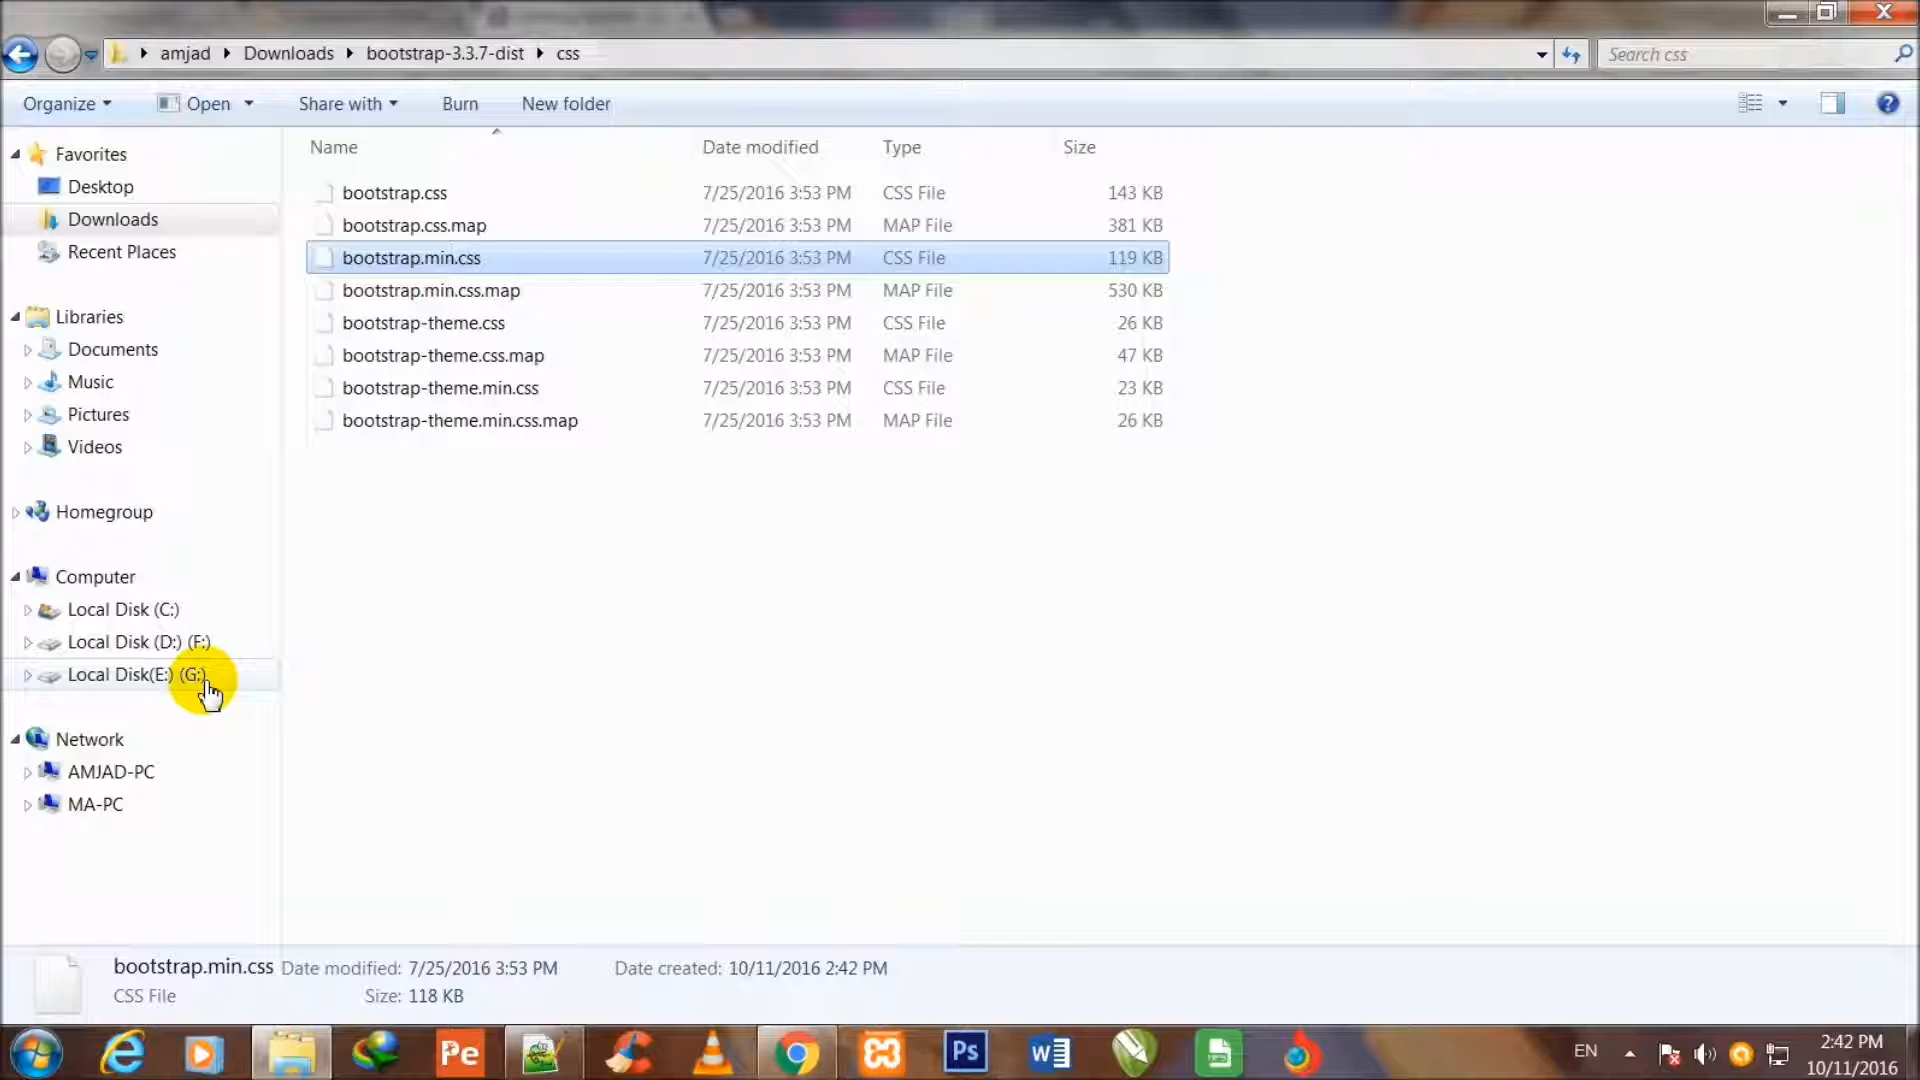 amjad Downloads bootstrap-3.3.7-dist css
Search css
Organize Open Share with Burn New folder
Name Date modified Type Size
Favorites
Desktop
Downloads
Recent Places
Libraries
Documents
Music
Pictures
Videos
Homegroup
Computer
Local Disk (C:)
Local Disk (D:) (F:)
Local Disk(E:) (G:)
Network
AMJAD-PC
MA-PC
bootstrap.css 7/25/2016 3:53 PM CSS File 143 KB
bootstrap.css.map 7/25/2016 3:53 PM MAP File 381 KB
bootstrap.min.css 7/25/2016 3:53 PM CSS File 119 KB
bootstrap.min.css.map 7/25/2016 3:53 PM MAP File 530 KB
bootstrap-theme.css 7/25/2016 3:53 PM CSS File 26 KB
bootstrap-theme.css.map 7/25/2016 3:53 PM MAP File 47 KB
bootstrap-theme.min.css 7/25/2016 3:53 PM CSS File 23 KB
bootstrap-theme.min.css.map 7/25/2016 3:53 PM MAP File 26 KB
bootstrap.min.css Date modified: 7/25/2016 3:53 PM Date created: 10/11/2016 2:42 PM
CSS File Size: 118 KB
Pe
Ps
W
EN
2:42 PM
10/11/2016